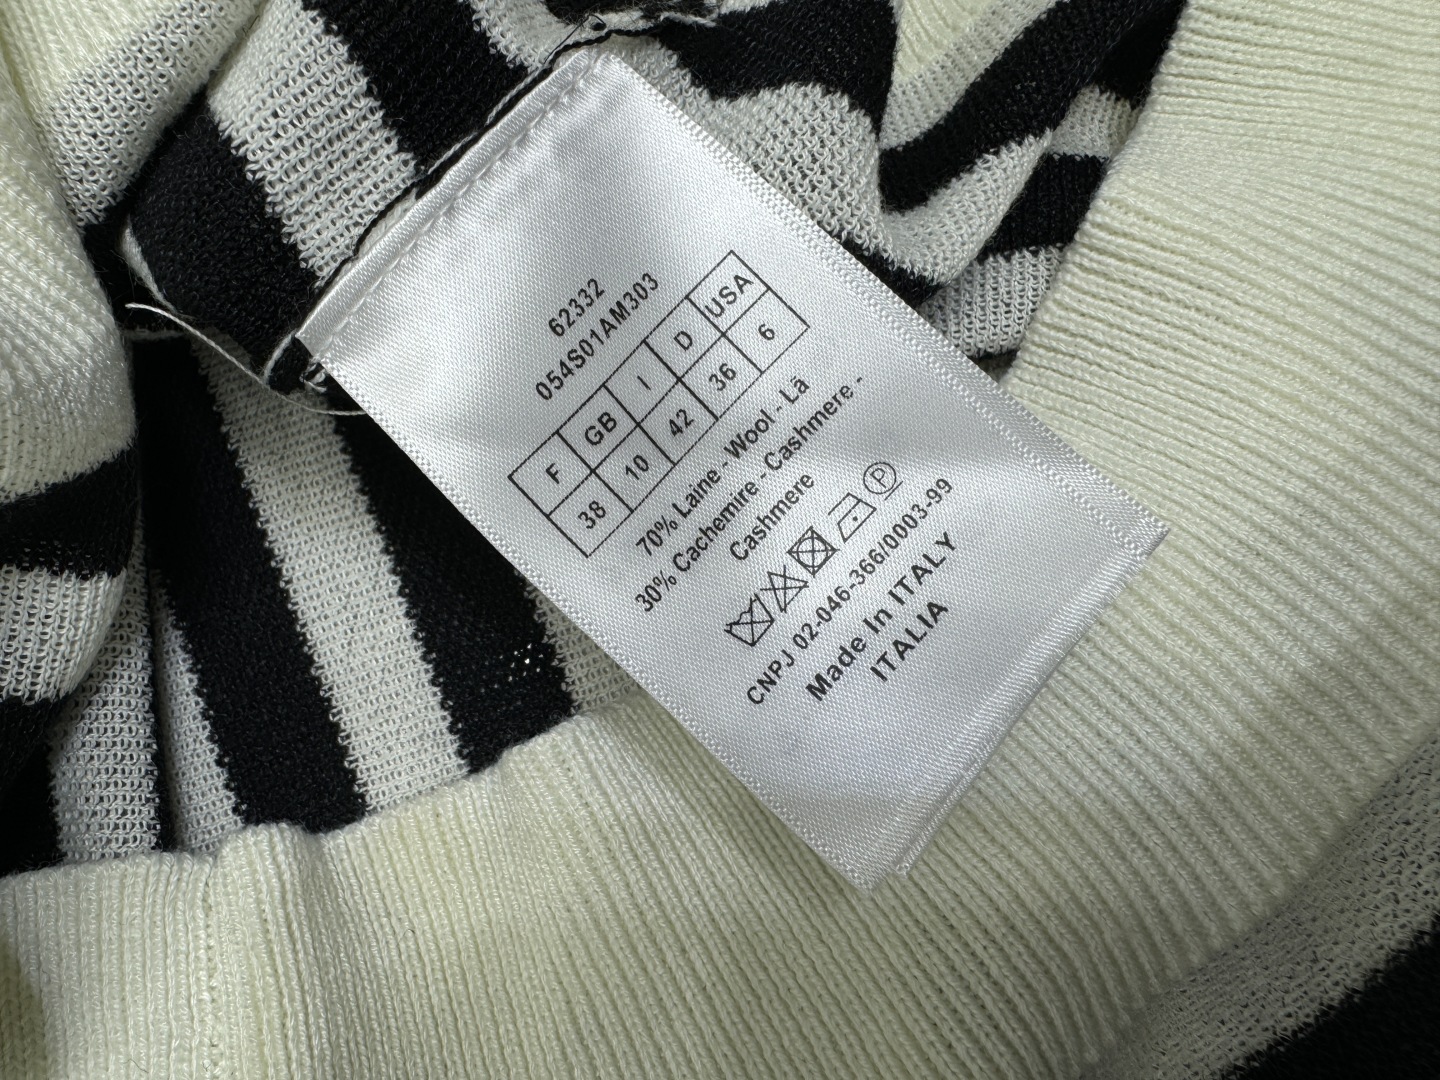 62332
054S01AM303
F GB I D USA
38 10 42 36 6
70% Laine - Wool - Lã
30% Cachemire - Cashmere -
Cashmere
P
CNPJ 02-046-366/0003-99
Made In ITALY
ITALIA